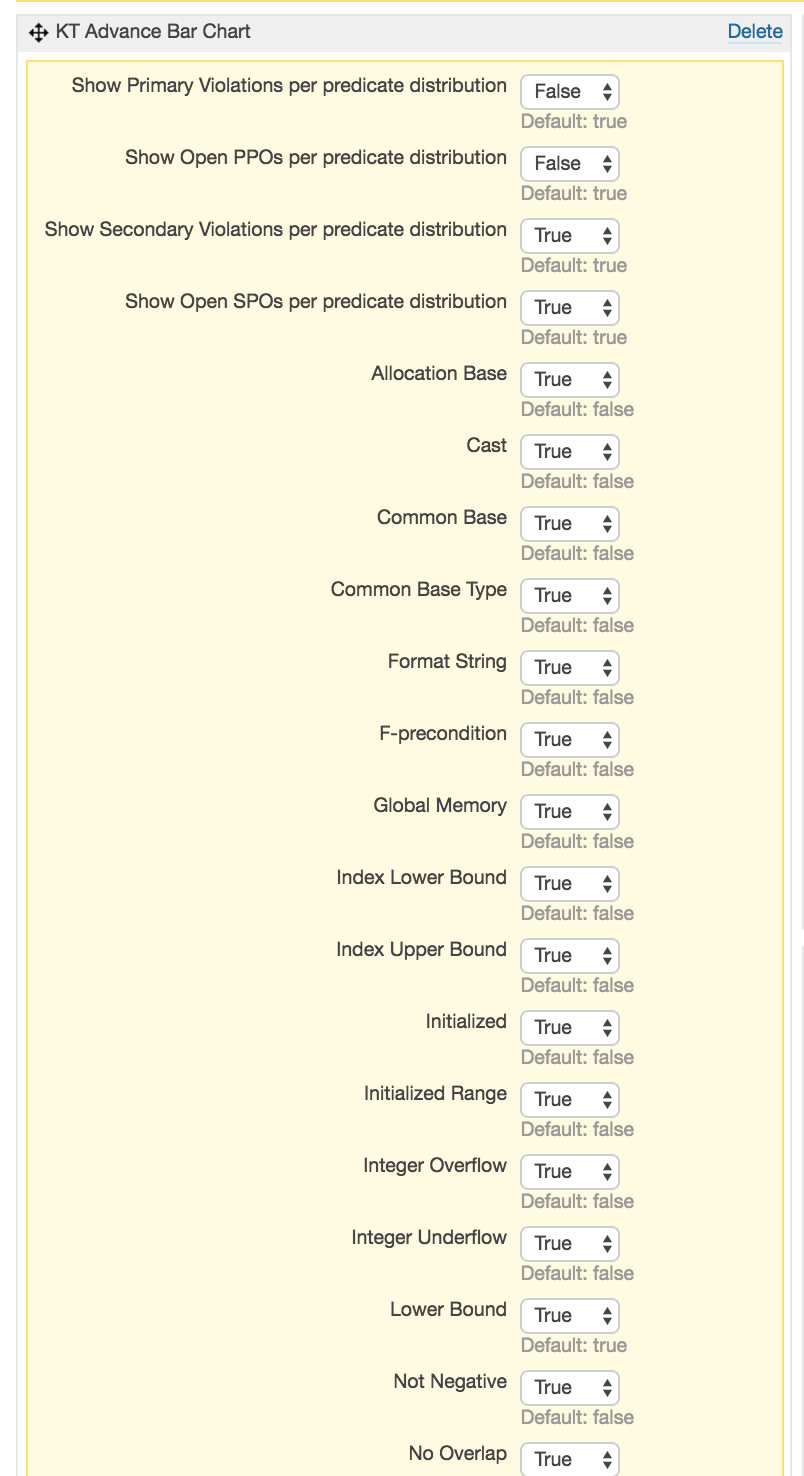 KT Advance Bar Chart Delete
Show Primary Violations per predicate distribution False
Default: true
Show Open PPOs per predicate distribution False
Default: true
Show Secondary Violations per predicate distribution True
Default: true
Show Open SPOs per predicate distribution True
Default: true
Allocation Base True
Default: false
Cast True
Default: false
Common Base True
Default: false
Common Base Type True
Default: false
Format String True
Default: false
F-precondition True
Default: false
Global Memory True
Default: false
Index Lower Bound True
Default: false
Index Upper Bound True
Default: false
Initialized True
Default: false
Initialized Range True
Default: false
Integer Overflow True
Default: false
Integer Underflow True
Default: false
Lower Bound True
Default: true
Not Negative True
Default: false
No Overlap True